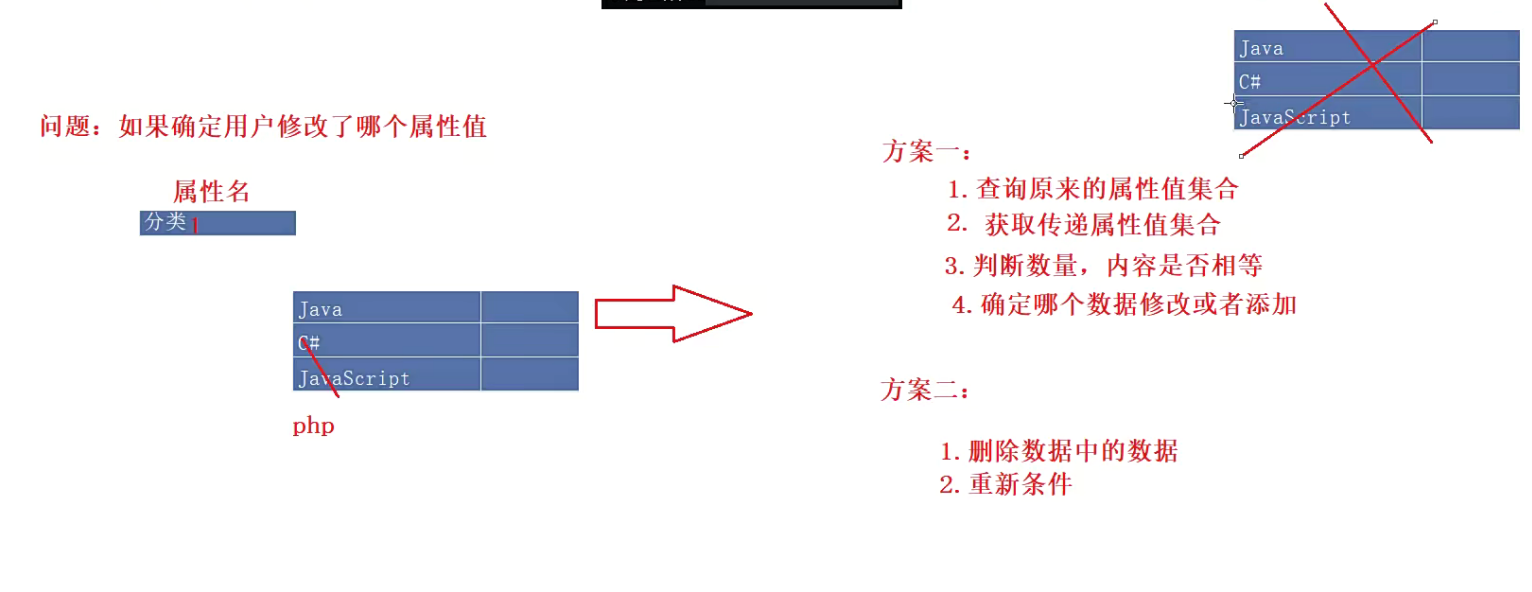 问题：如果确定用户修改了哪个属性值
属性名
分类1
Java
C#
JavaScript
php
Java
C#
JavaScript
方案一：
1.查询原来的属性值集合
2. 获取传递属性值集合
3.判断数量，内容是否相等
4.确定哪个数据修改或者添加
方案二：
1.删除数据中的数据
2.重新条件